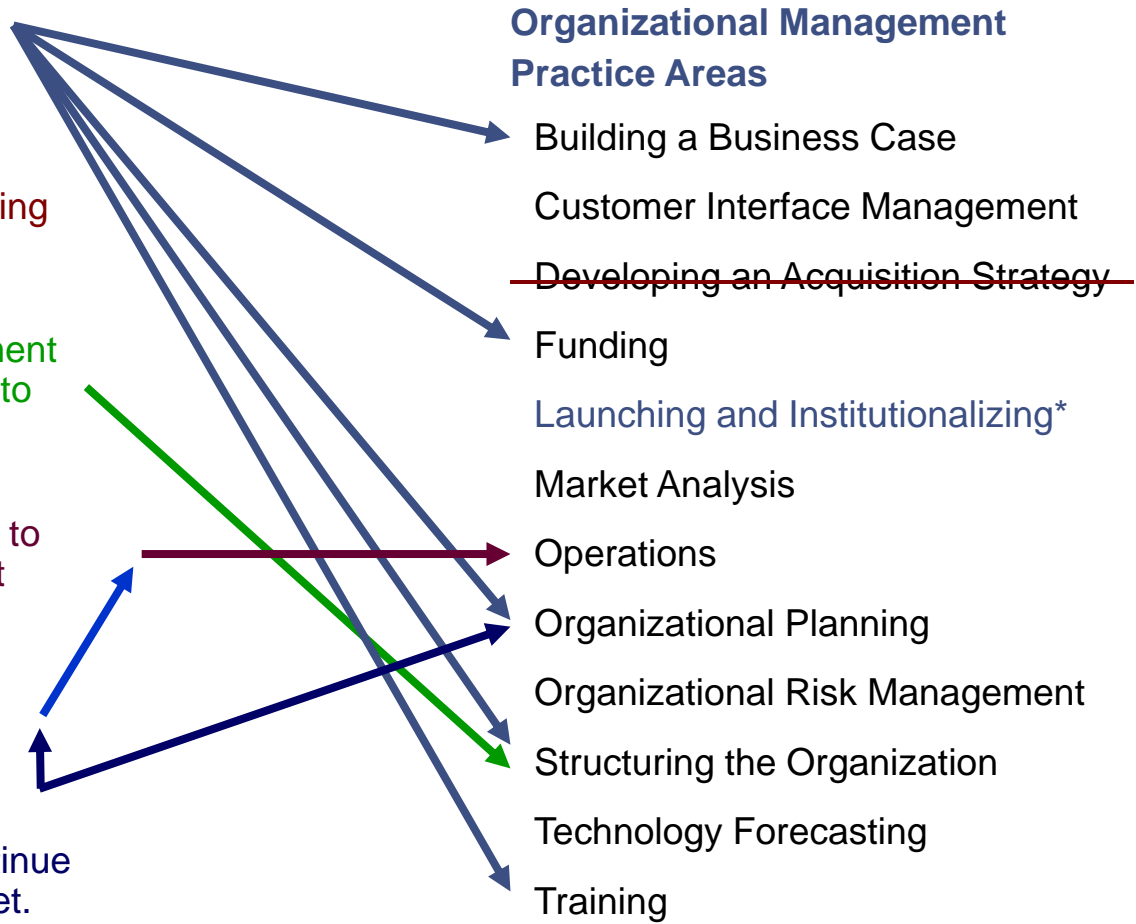 Organizational Management
Practice Areas
Building a Business Case
ing
Customer Interface Management
Developing an Acquisition Strategy
Funding
ment
to
Launching and Institutionalizing*
Market Analysis
to
t
Operations
Organizational Planning
Organizational Risk Management
Structuring the Organization
Technology Forecasting
inue
et.
Training